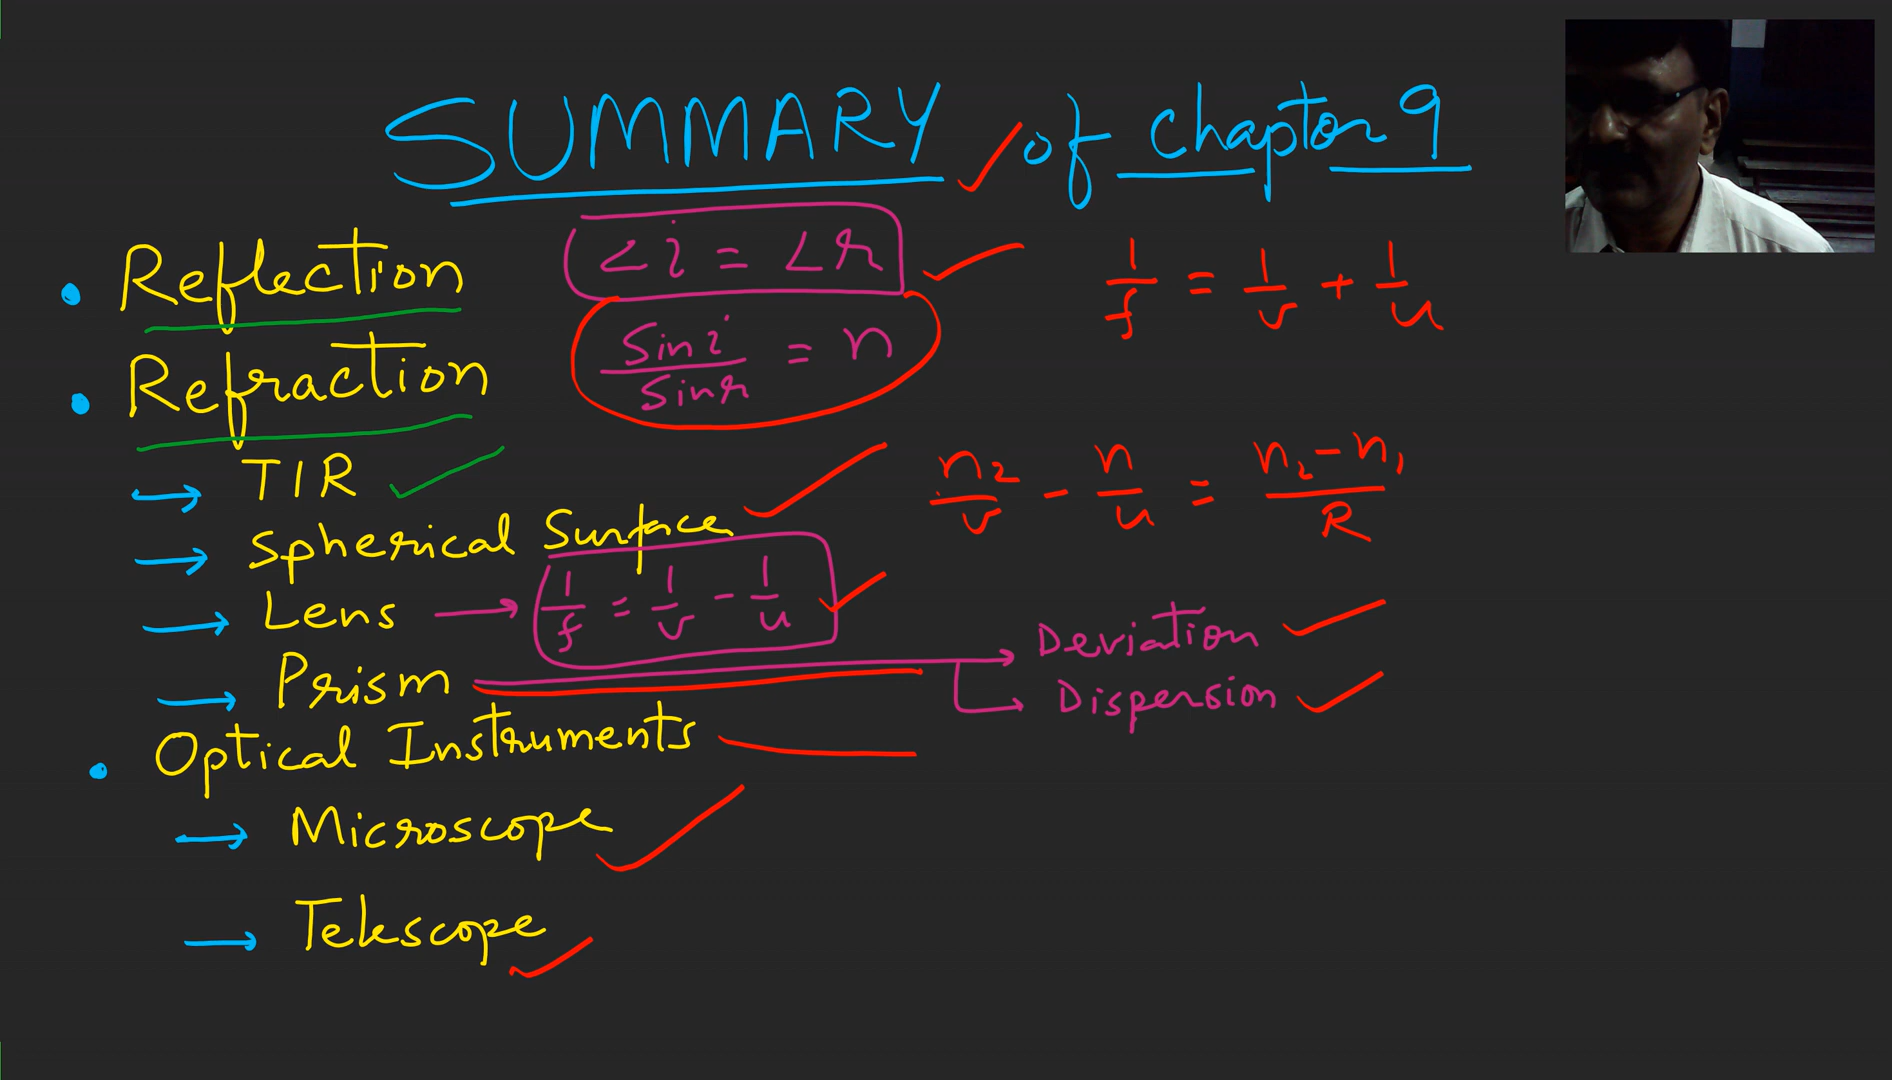 SUMMARY of chapter 9
• Reflection
<i = <r
1/f = 1/v + 1/u
• Refraction
Sin i / Sin r = n
→ TIR
→ Spherical Surface
n2/v - n/u = n2-n1/R
→ Lens → 1/f = 1/v - 1/u
→ Prism → Deviation
→ Dispersion
• Optical Instruments
→ Microscope
→ Telescope